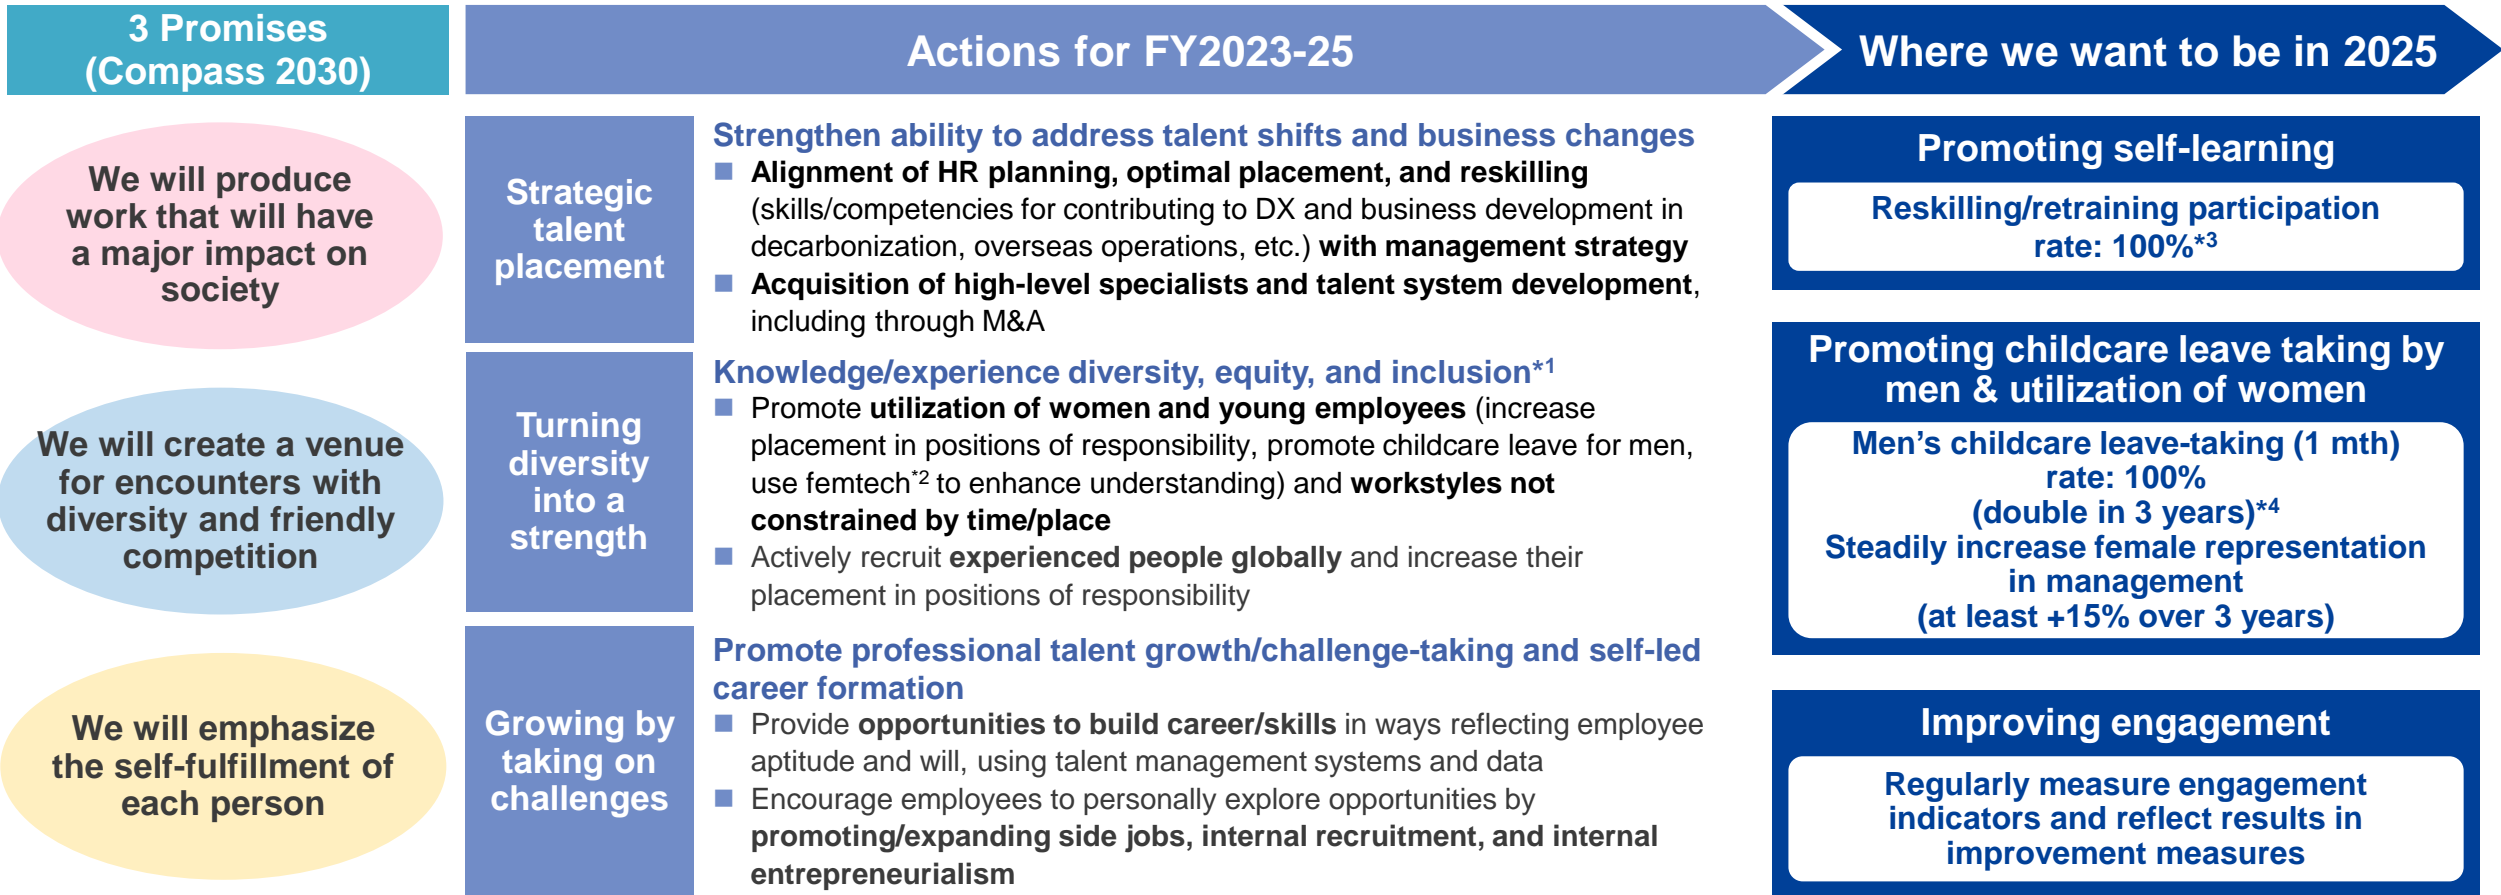 3 Promises
(Compass 2030)
Actions for FY2023-25
Where we want to be in 2025
We will produce
work that will have
a major impact on
society
We will create a venue
for encounters with
diversity and friendly
competition
We will emphasize
the self-fulfillment of
each person
Strategic
talent
placement
Strengthen ability to address talent shifts and business changes
■ Alignment of HR planning, optimal placement, and reskilling
(skills/competencies for contributing to DX and business development in
decarbonization, overseas operations, etc.) with management strategy
■ Acquisition of high-level specialists and talent system development,
including through M&A
Turning
diversity
into a
strength
Knowledge/experience diversity, equity, and inclusion*1
■ Promote utilization of women and young employees (increase
placement in positions of responsibility, promote childcare leave for men,
use femtech*2 to enhance understanding) and workstyles not
constrained by time/place
■ Actively recruit experienced people globally and increase their
placement in positions of responsibility
Growing by
taking on
challenges
Promote professional talent growth/challenge-taking and self-led
career formation
■ Provide opportunities to build career/skills in ways reflecting employee
aptitude and will, using talent management systems and data
■ Encourage employees to personally explore opportunities by
promoting/expanding side jobs, internal recruitment, and internal
entrepreneurialism
Promoting self-learning
Reskilling/retraining participation
rate: 100%*3
Promoting childcare leave taking by
men & utilization of women
Men's childcare leave-taking (1 mth)
rate: 100%
(double in 3 years)*4
Steadily increase female representation
in management
(at least +15% over 3 years)
Improving engagement
Regularly measure engagement
indicators and reflect results in
improvement measures